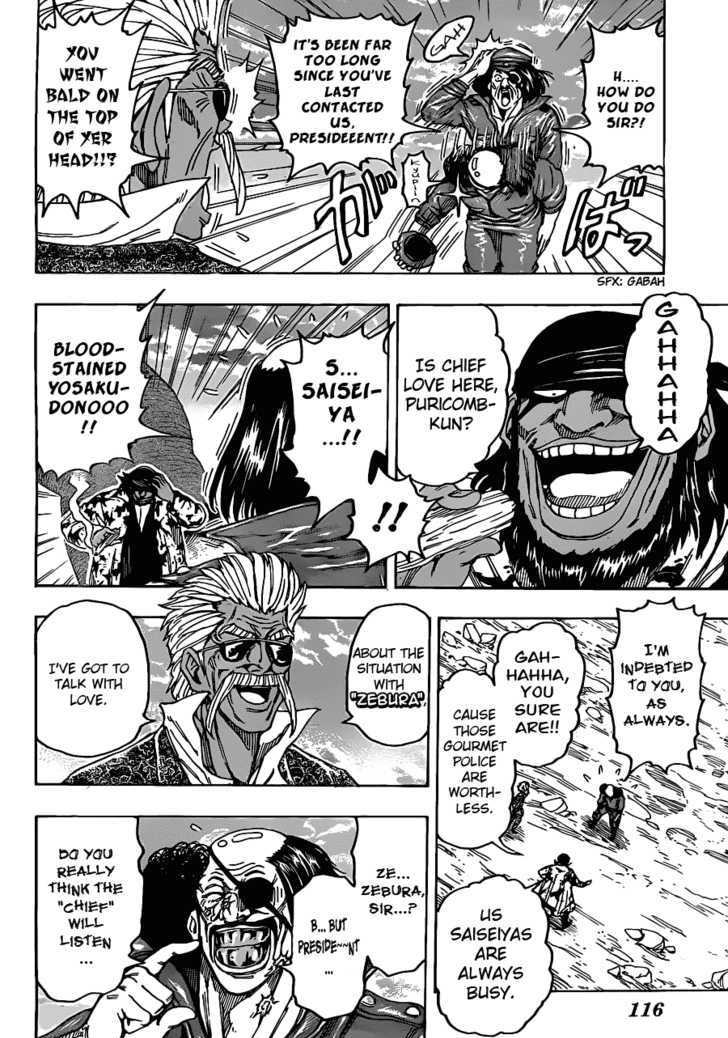 H....
HOW DO
YOU DO
SIR?!
GAH
IT'S BEEN FAR
TOO LONG
SINCE YOU'VE
LAST
CONTACTED
US,
PRESIDEEENT!!
YOU
WENT
BALD ON
THE TOP
OF YER
HEAD!!?
Kyupin
ガバッ
SFX: GABAH
GAHHAHHA
IS CHIEF
LOVE HERE,
PURICOMB-
KUN?
!!
S...
SAISEI-
YA
...!!
BLOOD-
STAINED
YOSAKU-
DONOOO
!!
I'M
INDEBTED
TO YOU,
AS
ALWAYS.
GAH-
HAHHA,
YOU
SURE
ARE!!
CAUSE
THOSE
GOURMET
POLICE
ARE
WORTH-
LESS.
US
SAISEIYAS
ARE
ALWAYS
BUSY.
ABOUT THE
SITUATION
WITH
"ZEBURA",
I'VE GOT TO
TALK WITH
LOVE.
ZE...
ZEBURA,
SIR...?
B... BUT
PRESIDE~~NT
...
DO YOU
REALLY
THINK THE
"CHIEF"
WILL
LISTEN
...
116